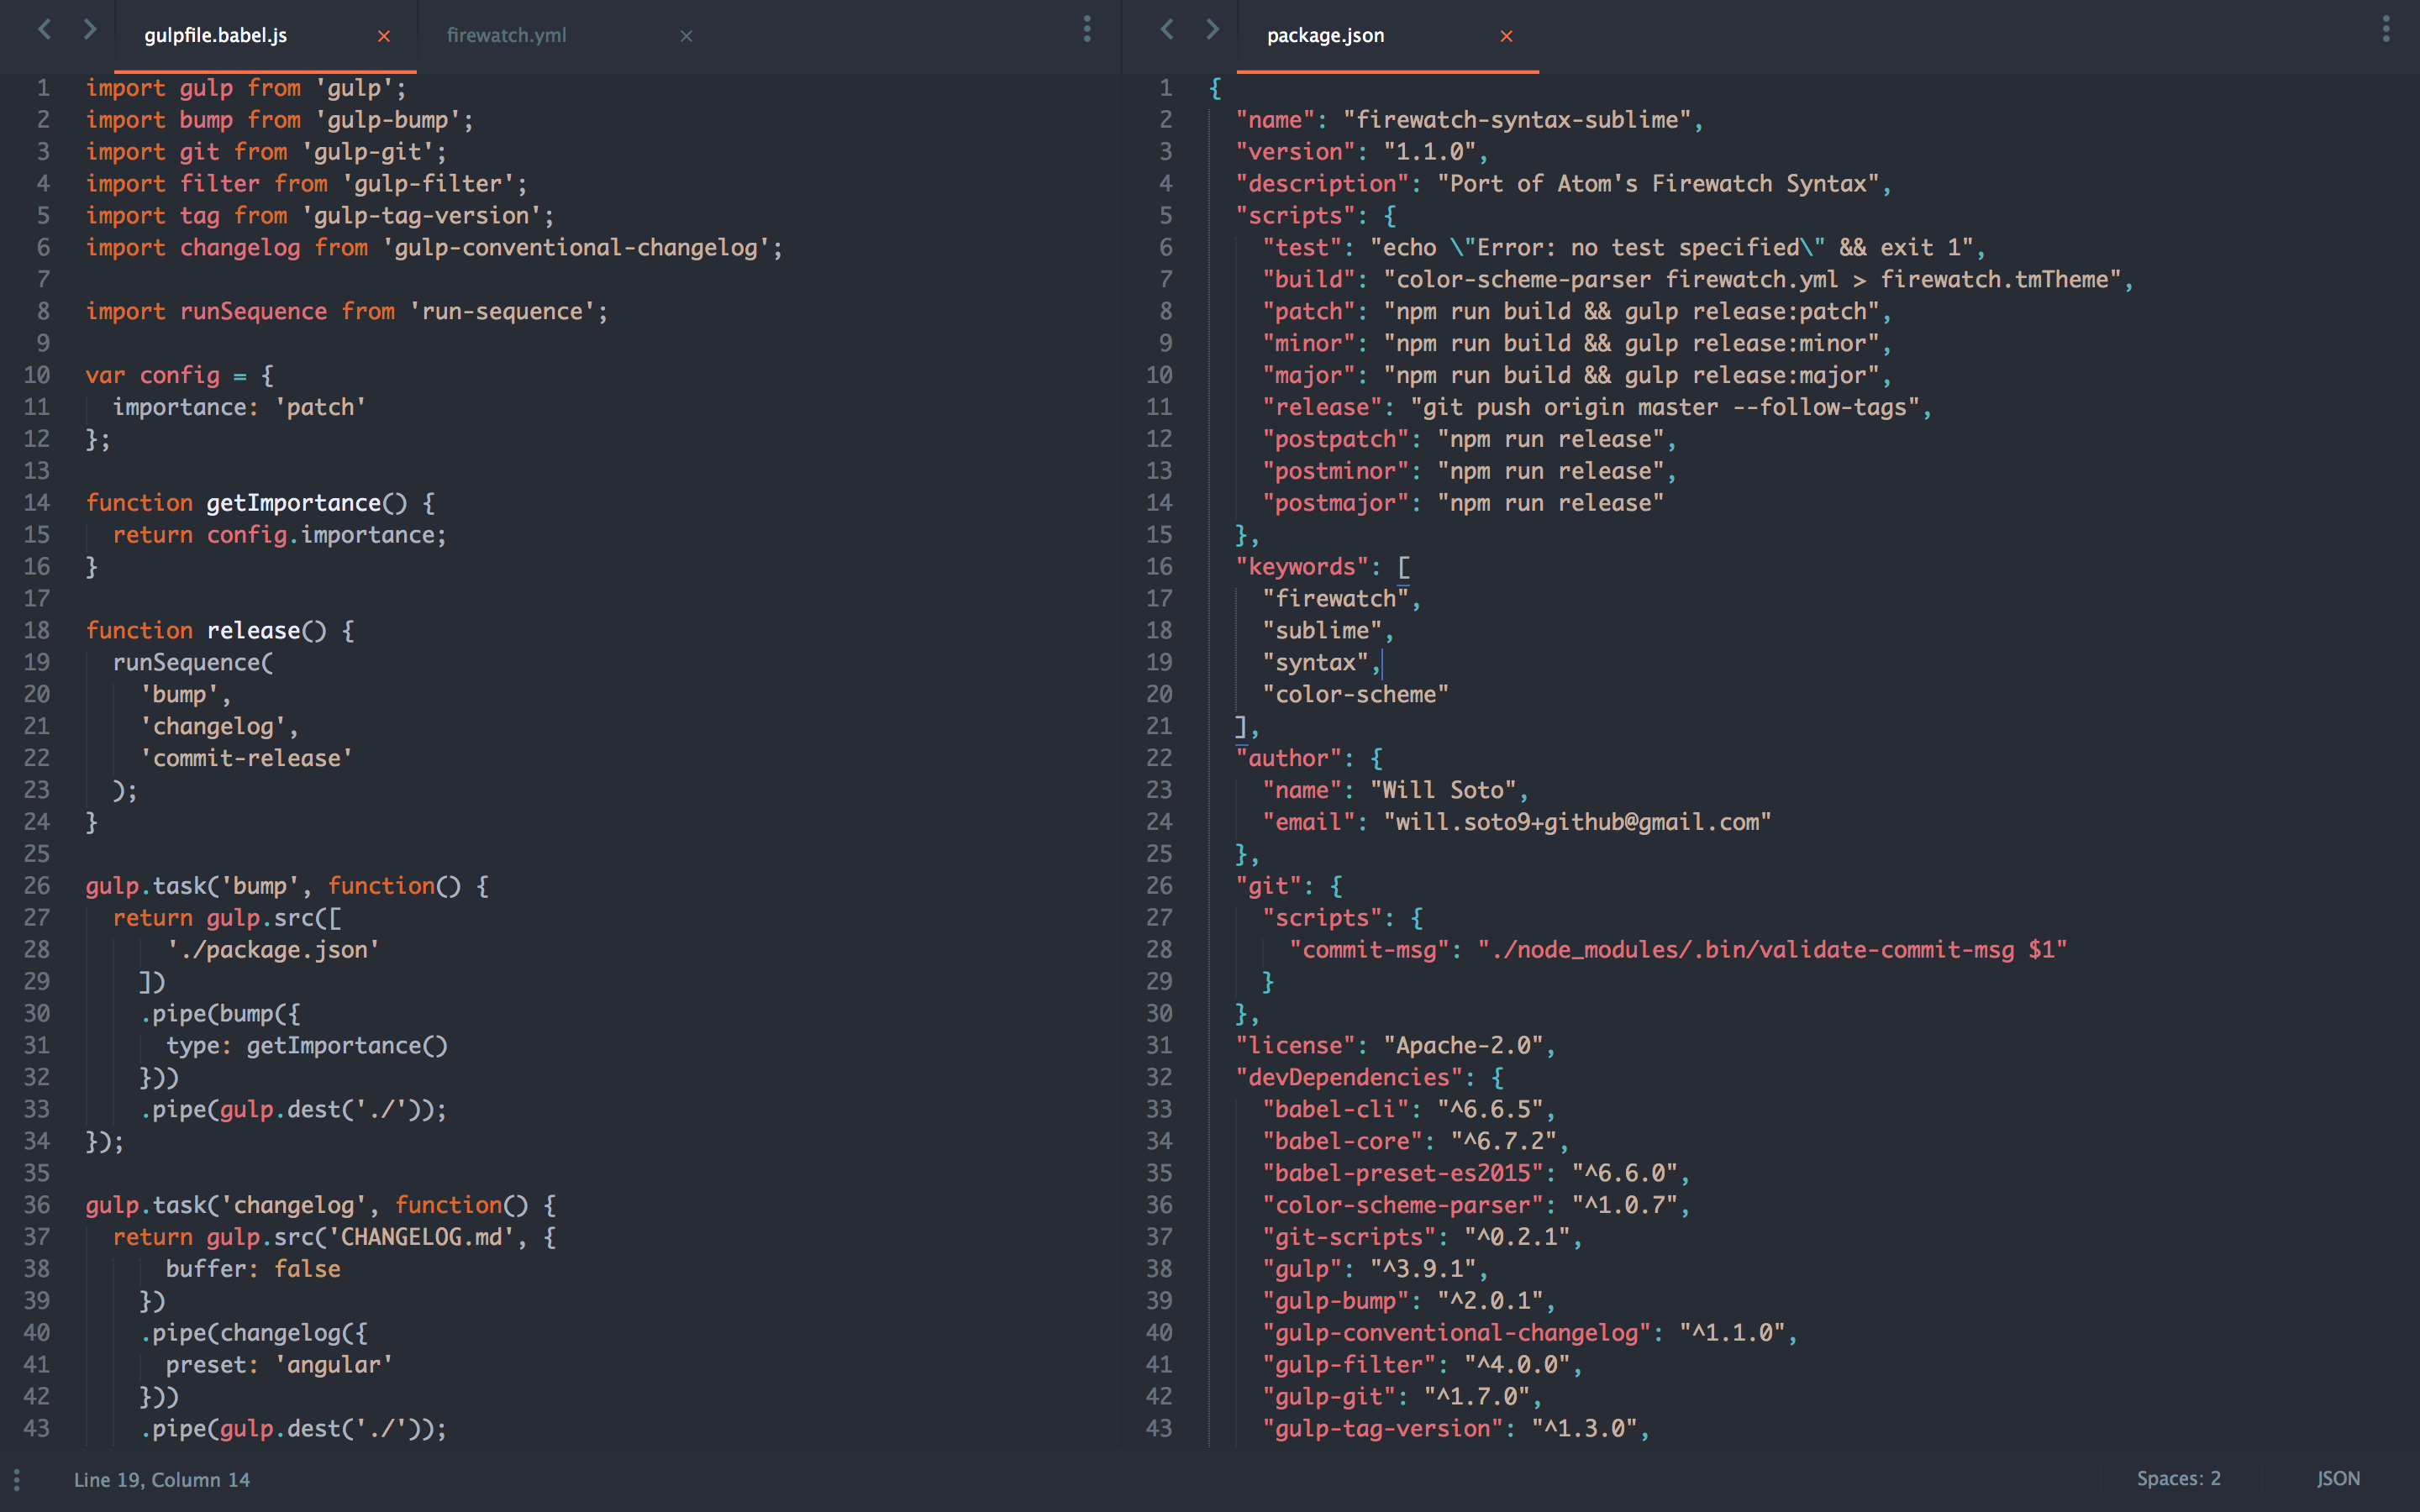 gulpfile.babel.js × firewatch.yml ×
1 import gulp from 'gulp';
2 import bump from 'gulp-bump';
3 import git from 'gulp-git';
4 import filter from 'gulp-filter';
5 import tag from 'gulp-tag-version';
6 import changelog from 'gulp-conventional-changelog';
7
8 import runSequence from 'run-sequence';
9
10 var config = {
11   importance: 'patch'
12 };
13
14 function getImportance() {
15   return config.importance;
16 }
17
18 function release() {
19   runSequence(
20     'bump',
21     'changelog',
22     'commit-release'
23   );
24 }
25
26 gulp.task('bump', function() {
27   return gulp.src([
28       './package.json'
29     ])
30     .pipe(bump({
31       type: getImportance()
32     }))
33     .pipe(gulp.dest('./'));
34 });
35
36 gulp.task('changelog', function() {
37   return gulp.src('CHANGELOG.md', {
38       buffer: false
39     })
40     .pipe(changelog({
41       preset: 'angular'
42     }))
43     .pipe(gulp.dest('./'));
package.json ×
1 {
2   "name": "firewatch-syntax-sublime",
3   "version": "1.1.0",
4   "description": "Port of Atom's Firewatch Syntax",
5   "scripts": {
6     "test": "echo \"Error: no test specified\" && exit 1",
7     "build": "color-scheme-parser firewatch.yml > firewatch.tmTheme",
8     "patch": "npm run build && gulp release:patch",
9     "minor": "npm run build && gulp release:minor",
10     "major": "npm run build && gulp release:major",
11     "release": "git push origin master --follow-tags",
12     "postpatch": "npm run release",
13     "postminor": "npm run release",
14     "postmajor": "npm run release"
15   },
16   "keywords": [
17     "firewatch",
18     "sublime",
19     "syntax",
20     "color-scheme"
21   ],
22   "author": {
23     "name": "Will Soto",
24     "email": "will.soto9+github@gmail.com"
25   },
26   "git": {
27     "scripts": {
28       "commit-msg": "./node_modules/.bin/validate-commit-msg $1"
29     }
30   },
31   "license": "Apache-2.0",
32   "devDependencies": {
33     "babel-cli": "^6.6.5",
34     "babel-core": "^6.7.2",
35     "babel-preset-es2015": "^6.6.0",
36     "color-scheme-parser": "^1.0.7",
37     "git-scripts": "^0.2.1",
38     "gulp": "^3.9.1",
39     "gulp-bump": "^2.0.1",
40     "gulp-conventional-changelog": "^1.1.0",
41     "gulp-filter": "^4.0.0",
42     "gulp-git": "^1.7.0",
43     "gulp-tag-version": "^1.3.0",
Line 19, Column 14 Spaces: 2 JSON